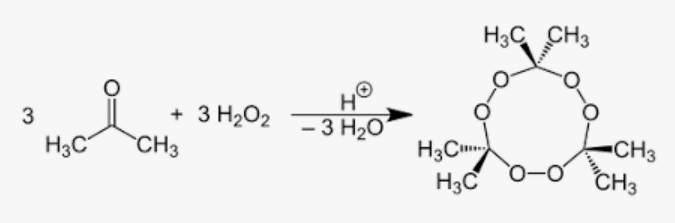 H₃C CH₃
O O O
3 + 3 H₂O₂ H⊕ O O
H₃C CH₃ – 3 H₂O H₃C CH₃
H₃C O–O CH₃